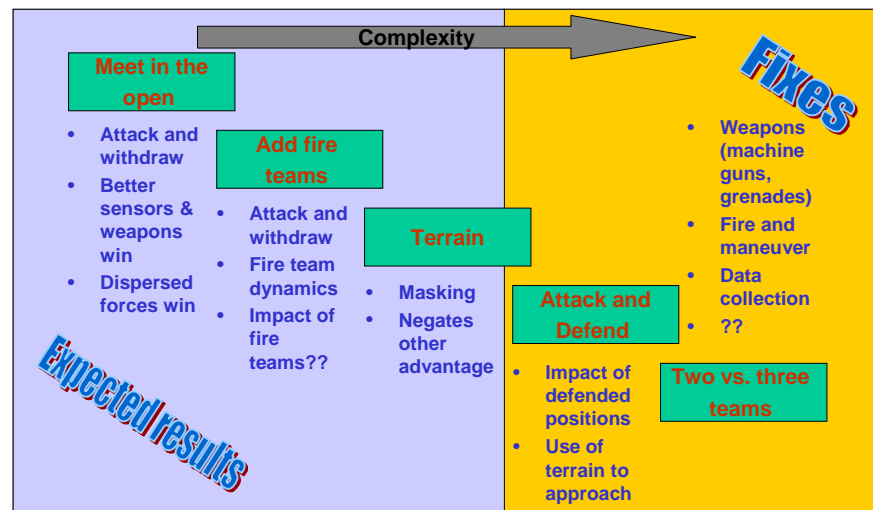 Complexity
Meet in the
open
• Attack and
withdraw
• Better
sensors &
weapons
win
• Dispersed
forces win
Add fire
teams
• Attack and
withdraw
• Fire team
dynamics
• Impact of
fire
teams??
Terrain
• Masking
• Negates
other
advantage
Attack and
Defend
• Impact of
defended
positions
• Use of
terrain to
approach
Two vs. three
teams
Fixes
• Weapons
(machine
guns,
grenades)
• Fire and
maneuver
• Data
collection
• ??
Expected results